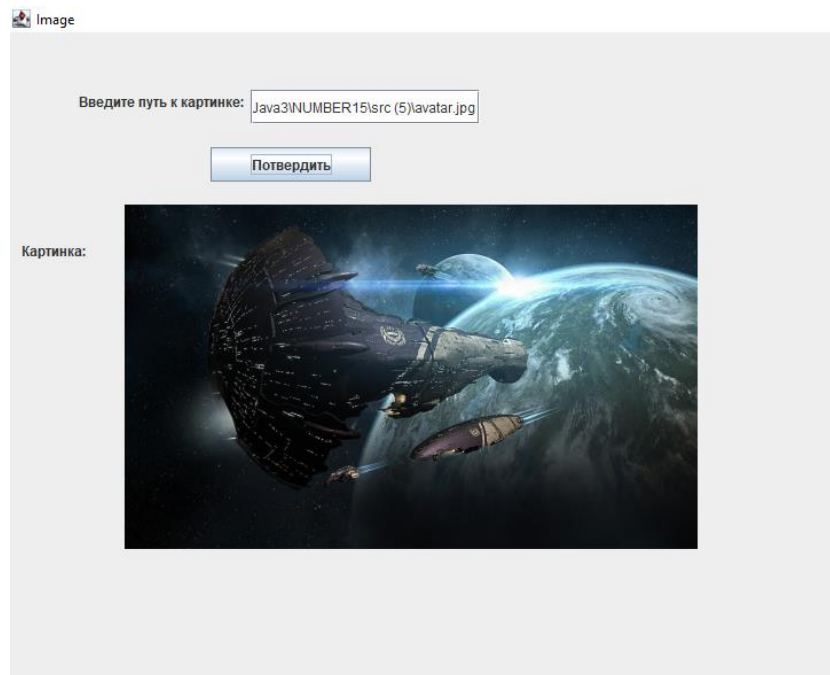 Image
Введите путь к картинке: Java3\NUMBER15\src (5)\avatar.jpg
Потвердить
Картинка: